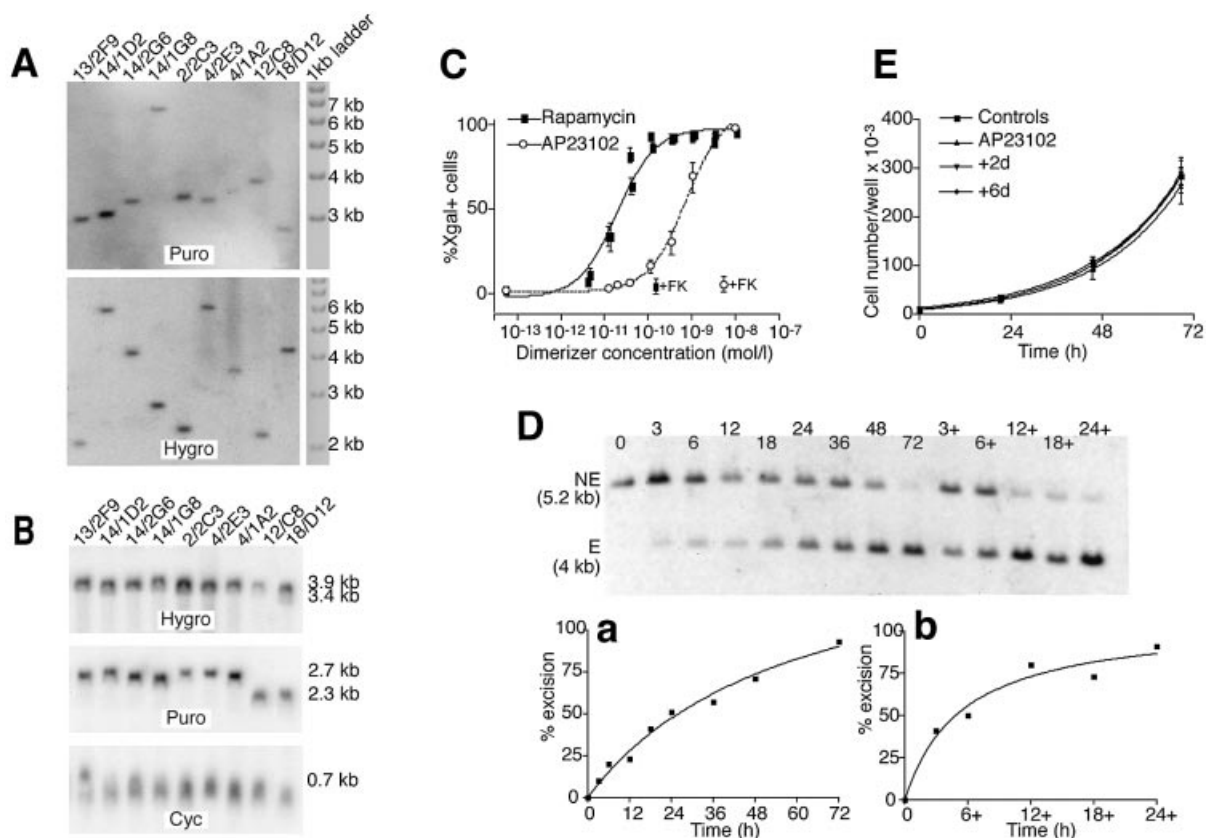 A
13/2F9
14/1D2
14/2G6
14/1G8
2/2C3
4/2E3
4/1A2
12/C8
18/D12
1kb ladder
7 kb
6 kb
5 kb
4 kb
3 kb
Puro
6 kb
5 kb
4 kb
3 kb
2 kb
Hygro
B
13/2F9
14/1D2
14/2G6
14/1G8
2/2C3
4/2E3
4/1A2
12/C8
18/D12
3.9 kb
3.4 kb
Hygro
2.7 kb
2.3 kb
Puro
0.7 kb
Cyc
C
Rapamycin
AP23102
100
50
0
%Xgal+ cellls
+FK +FK
10-13 10-12 10-11 10-10 10-9 10-8 10-7
Dimerizer concentration (mol/l)
E
Controls
AP23102
+2d
+6d
400
300
200
100
0
Cell number/well x 10-3
0 24 48 72
Time (h)
D
0 3 6 12 18 24 36 48 72 3+ 6+ 12+ 18+ 24+
NE
(5.2 kb)
E
(4 kb)
a
100
75
50
25
0
% excision
0 12 24 36 48 60 72
Time (h)
b
100
75
50
25
0
% excision
0 6+ 12+ 18+ 24+
Time (h)